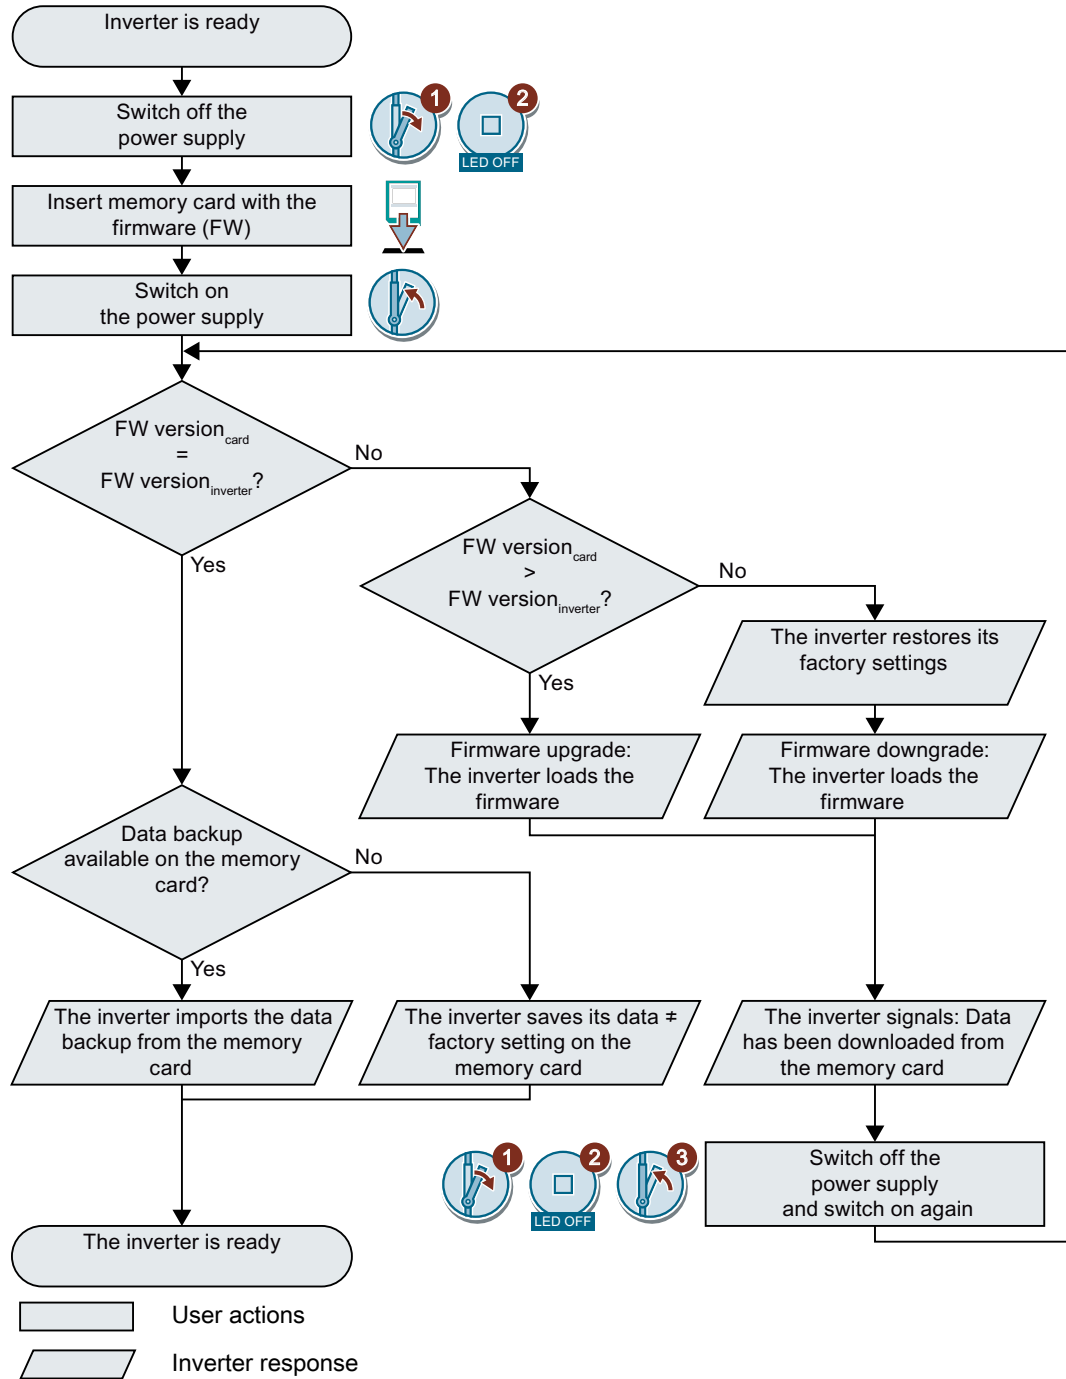 Inverter is ready
Switch off the
power supply
1
2
LED OFF
Insert memory card with the
firmware (FW)
Switch on
the power supply
FW version card
=
FW version inverter?
No
Yes
FW version card
>
FW version inverter?
No
Yes
The inverter restores its
factory settings
Firmware upgrade:
The inverter loads the
firmware
Firmware downgrade:
The inverter loads the
firmware
Data backup
available on the memory
card?
No
Yes
The inverter imports the data
backup from the memory
card
The inverter saves its data ≠
factory setting on the
memory card
The inverter signals: Data
has been downloaded from
the memory card
1
2
3
LED OFF
Switch off the
power supply
and switch on again
The inverter is ready
User actions
Inverter response